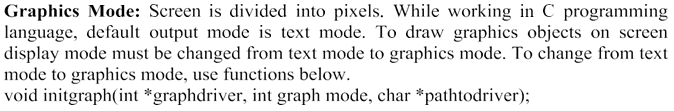 Graphics Mode: Screen is divided into pixels. While working in C programming
language, default output mode is text mode. To draw graphics objects on screen
display mode must be changed from text mode to graphics mode. To change from text
mode to graphics mode, use functions below.
void initgraph(int *graphdriver, int graph mode, char *pathtodriver);